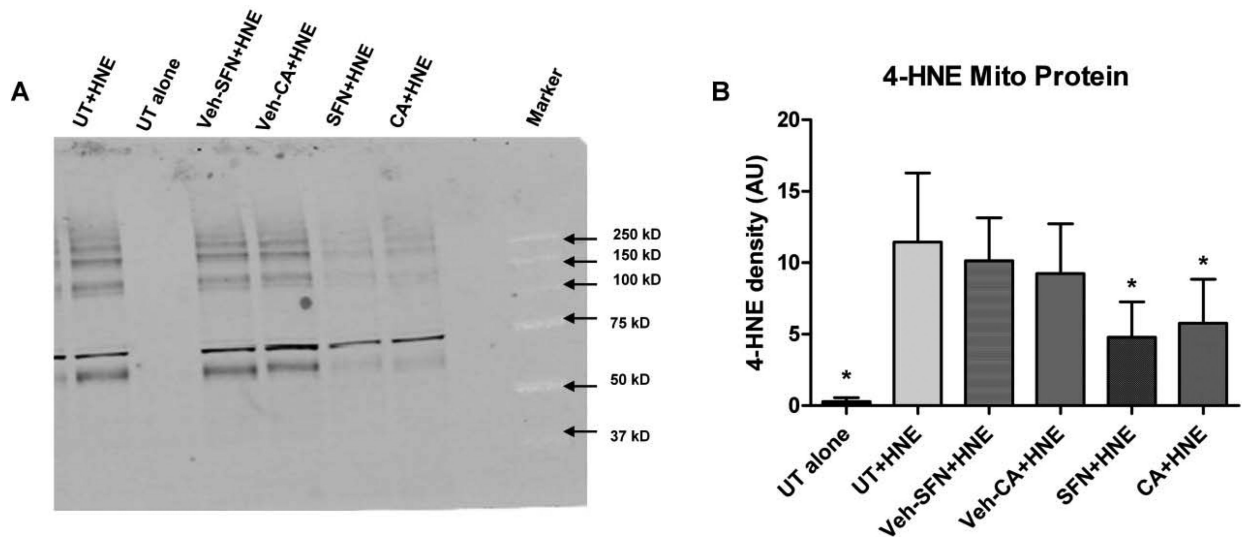 A
UT+HNE
UT alone
Veh-SFN+HNE
Veh-CA+HNE
SFN+HNE
CA+HNE
Marker
250 kD
150 kD
100 kD
75 kD
50 kD
37 kD
B
4-HNE Mito Protein
4-HNE density (AU)
20
15
10
5
0
*
*
*
UT alone
UT+HNE
Veh-SFN+HNE
Veh-CA+HNE
SFN+HNE
CA+HNE